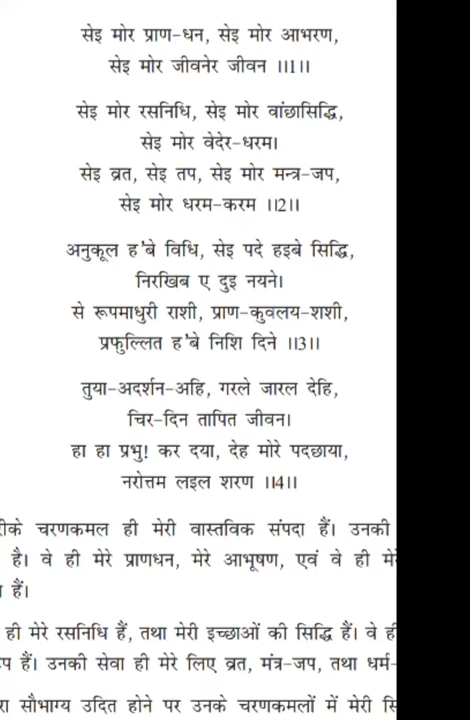 सेइ मोर प्राण-धन, सेइ मोर आभरण,
सेइ मोर जीवनेर जीवन ।।1।।
सेइ मोर रसनिधि, सेइ मोर वांछासिद्धि,
सेइ मोर वेदेर-धरम।
सेइ व्रत, सेइ तप, सेइ मोर मन्त्र-जप,
सेइ मोर धरम-करम ।।2।।
अनुकूल ह'बे विधि, सेइ पदे हइबे सिद्धि,
निरखिब ए दुइ नयने।
से रूपमाधुरी राशी, प्राण-कुवलय-शशी,
प्रफुल्लित ह'बे निशि दिने ।।3।।
तुया-अदर्शन-अहि, गरले जारल देहि,
चिर-दिन तापित जीवन।
हा हा प्रभु! कर दया, देह मोरे पदछाया,
नरोत्तम लइल शरण ।।4।।
चरणकमल ही मेरी वास्तविक संपदा हैं। उनकी
है। वे ही मेरे प्राणधन, मेरे आभूषण, एवं वे ही
हैं।
ही मेरे रसनिधि हैं, तथा मेरी इच्छाओं की सिद्धि हैं। वे ही
हैं। उनकी सेवा ही मेरे लिए व्रत, मंत्र-जप, तथा धर्म-
सौभाग्य उदित होने पर उनके चरणकमलों में मेरी